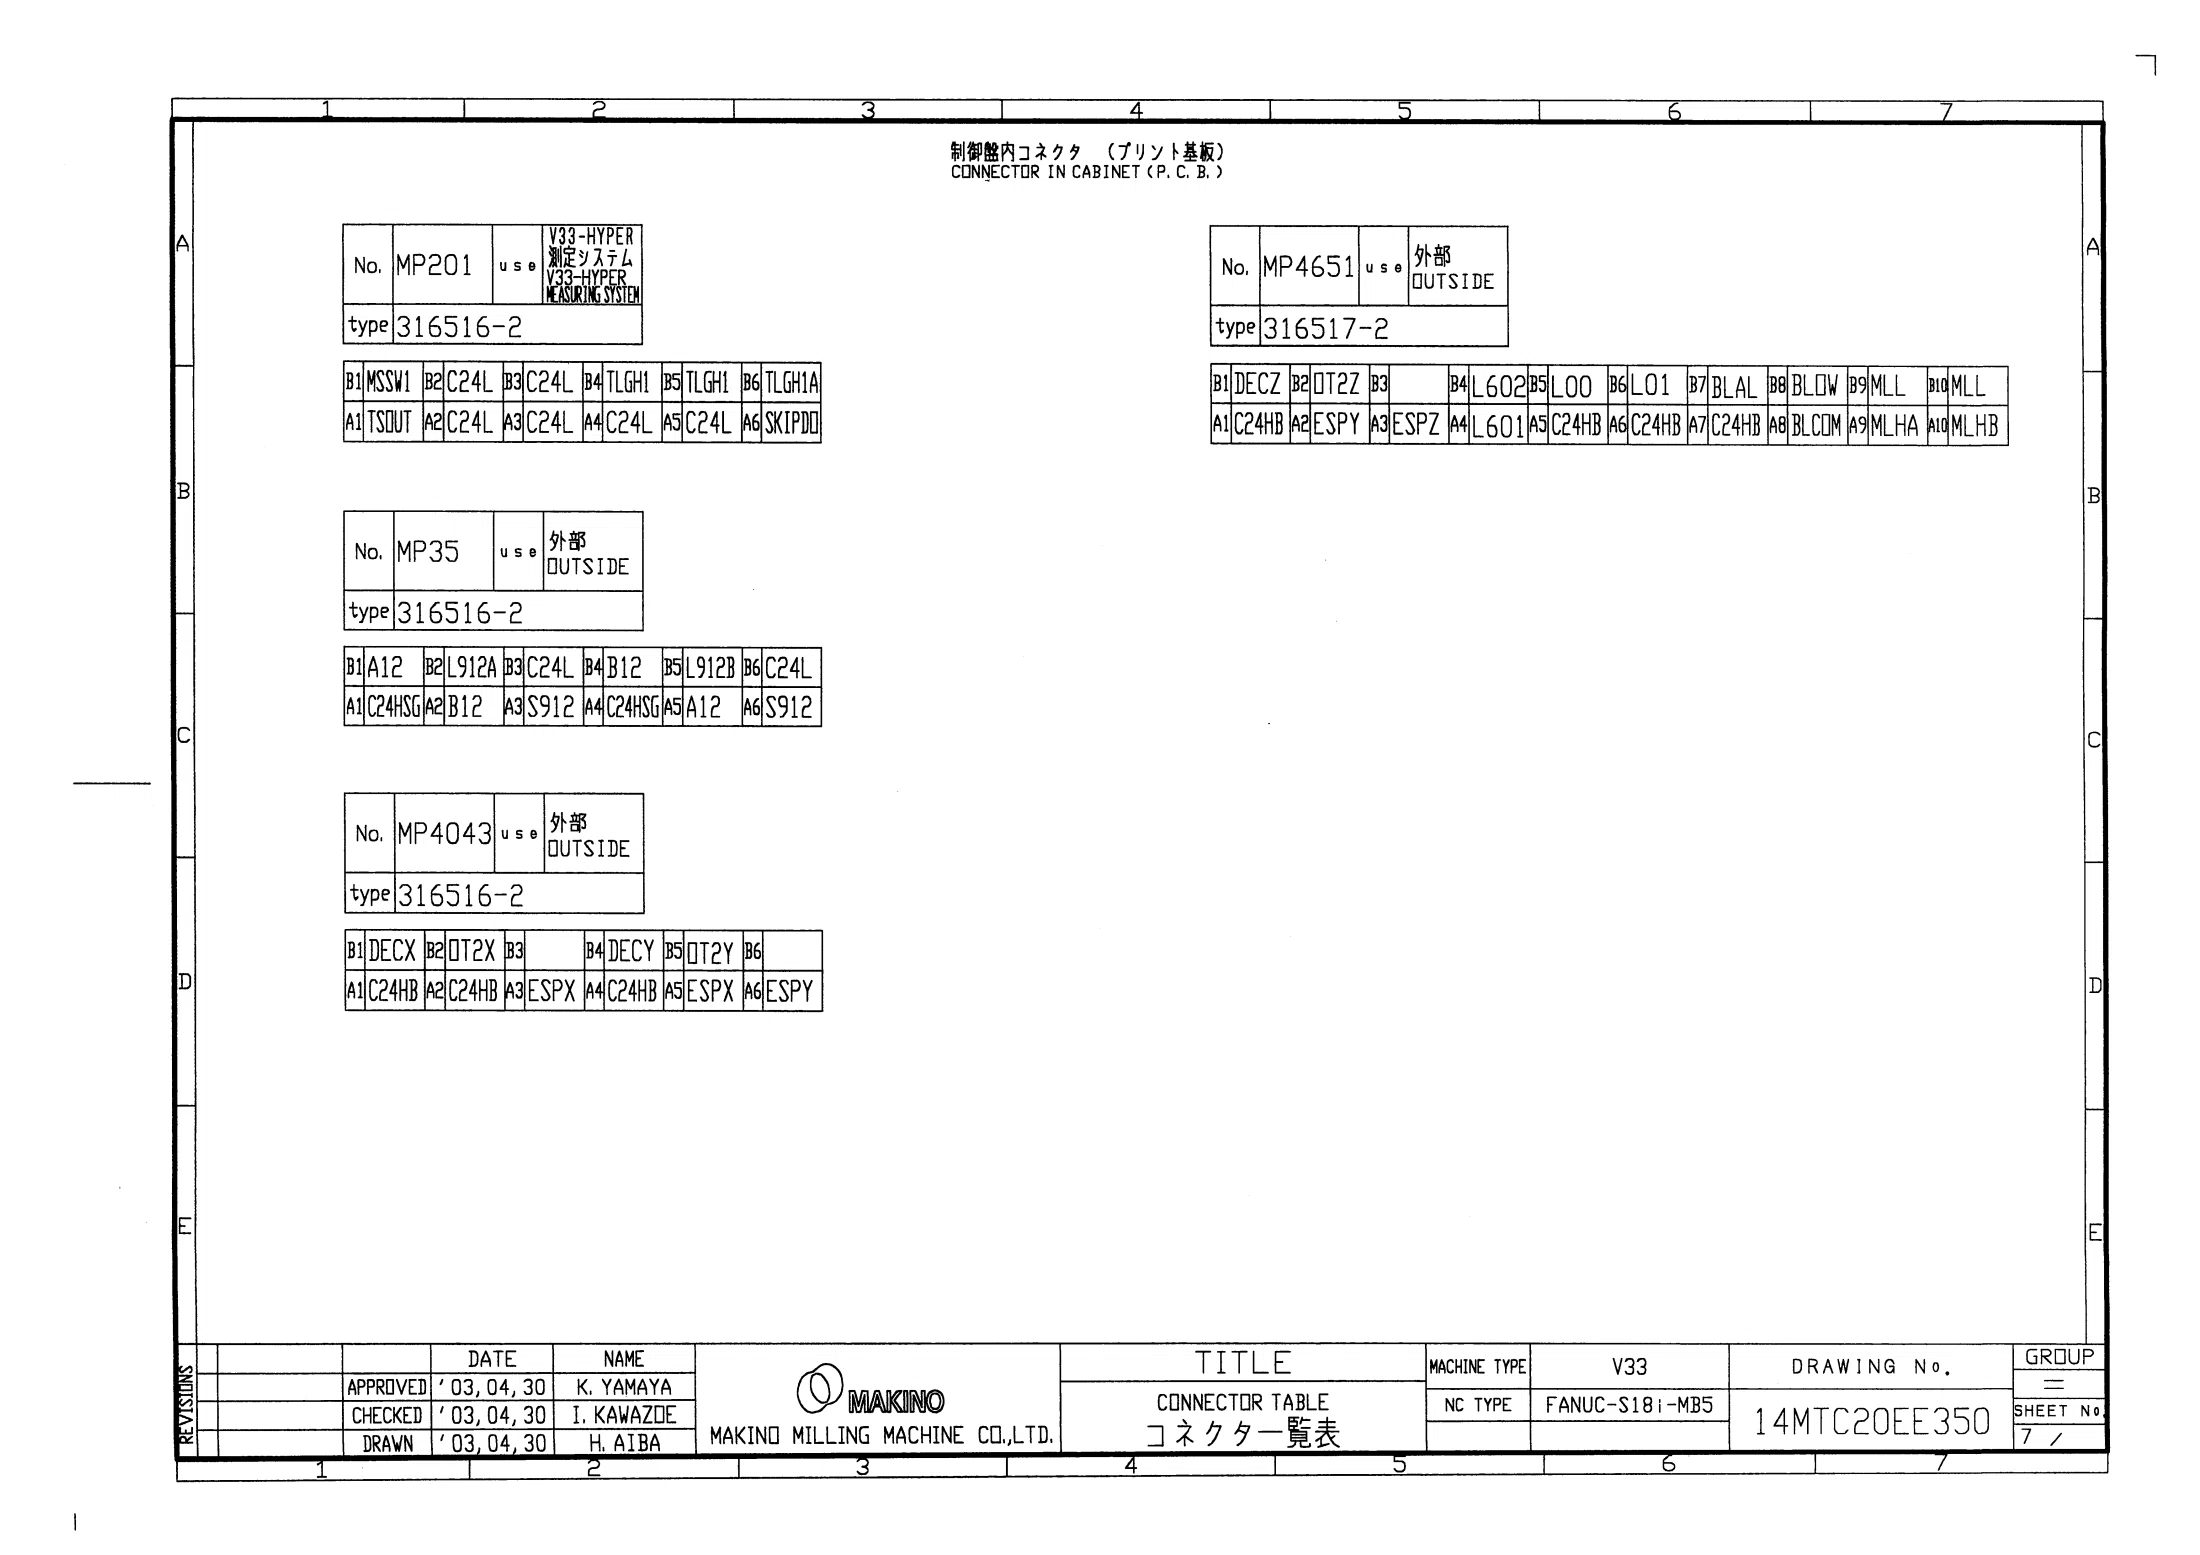 1 2 3 4 5 6 7
制御盤内コネクタ （プリント基板）
CONNECTOR IN CABINET (P. C. B.)
A A
No. MP201 use V33-HYPER
測定システム
V33-HYPER
MEASURING SYSTEM
type 316516-2
B1 MSSW1 B2 C24L B3 C24L B4 TLGH1 B5 TLGH1 B6 TLGH1A
A1 TSOUT A2 C24L A3 C24L A4 C24L A5 C24L A6 SKIPDO
No. MP4651 use 外部
OUTSIDE
type 316517-2
B1 DECZ B2 OT2Z B3 B4 L602 B5 L00 B6 L01 B7 BLAL B8 BLOW B9 MLL B10 MLL
A1 C24HB A2 ESPY A3 ESPZ A4 L601 A5 C24HB A6 C24HB A7 C24HB A8 BLCOM A9 MLHA A10 MLHB
B B
No. MP35 use 外部
OUTSIDE
type 316516-2
B1 A12 B2 L912A B3 C24L B4 B12 B5 L912B B6 C24L
A1 C24HSG A2 B12 A3 S912 A4 C24HSG A5 A12 A6 S912
C C
No. MP4043 use 外部
OUTSIDE
type 316516-2
B1 DECX B2 OT2X B3 B4 DECY B5 OT2Y B6
A1 C24HB A2 C24HB A3 ESPX A4 C24HB A5 ESPX A6 ESPY
D D
E E
REVISIONS
DATE NAME
APPROVED '03,04,30 K. YAMAYA
CHECKED '03,04,30 I. KAWAZOE
DRAWN '03,04,30 H. AIBA
MAKINO
MAKINO MILLING MACHINE CO.,LTD.
TITLE
CONNECTOR TABLE
コネクタ一覧表
MACHINE TYPE V33
NC TYPE FANUC-S18i-MB5
DRAWING No.
14MTC20EE350
GROUP
=
SHEET No.
7 /
1 2 3 4 5 6 7